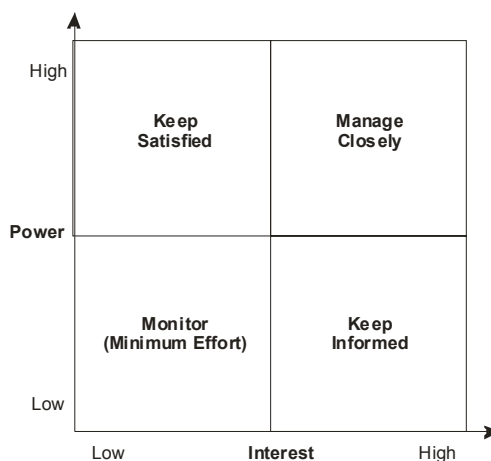 High
Keep
Satisfied
Manage
Closely
Power
Monitor
(Minimum Effort)
Keep
Informed
Low
Low
Interest
High